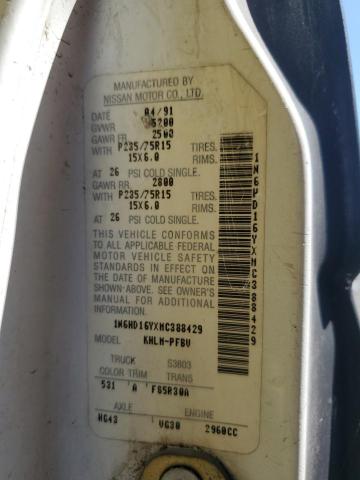 MANUFACTURED BY
NISSAN MOTOR CO., LTD.
DATE 04/91
GVWR 5200
GAWR FR 2500
WITH P235/75R15 TIRES.
15X6.0 RIMS.
AT 26 PSI COLD SINGLE.
GAWR RR 2800
WITH P235/75R15 TIRES.
15X6.0 RIMS.
AT 26 PSI COLD SINGLE.
THIS VEHICLE CONFORMS
TO ALL APPLICABLE FEDERAL
MOTOR VEHICLE SAFETY
STANDARDS IN EFFECT ON
THE DATE OF MANUFACTURE
SHOWN ABOVE. SEE OWNER'S
MANUAL FOR ADDITIONAL
INFORMATION.
1N6HD16YXMC388429
MODEL KHLM-PFBV
TRUCK S3803
COLOR TRIM TRANS
531 A FS5R30A
AXLE ENGINE
HG43 VG30 2960CC
1N6HD16YXMC388429